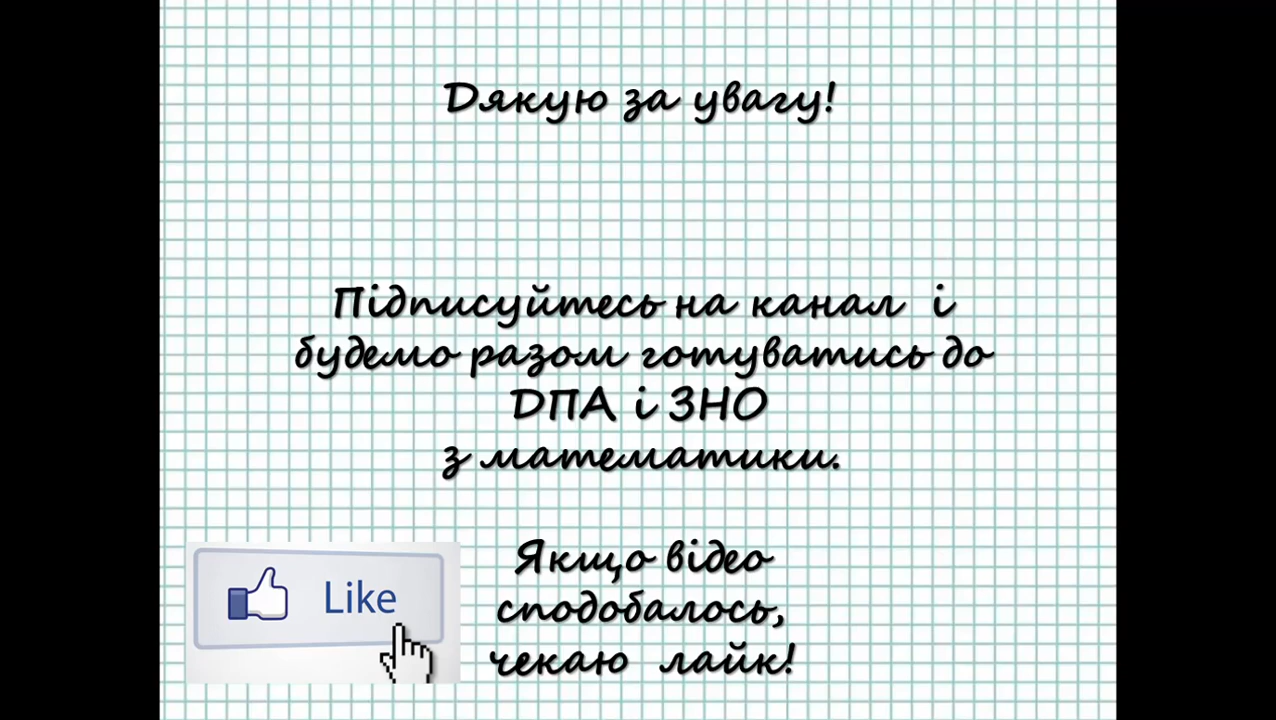 Дякую за увагу!
Підписуйтесь на канал і
будемо разом готуватись до
ДПА і ЗНО
з математики.
Якщо відео
сподобалось,
чекаю лайк!
Like